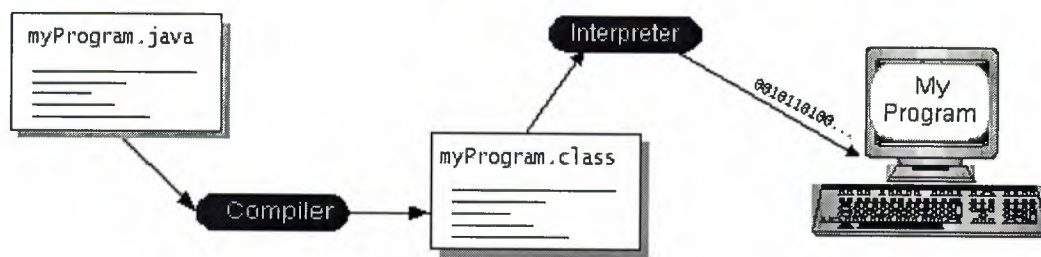 myProgram.java
Compiler
myProgram.class
Interpreter
0010110100...
My
Program